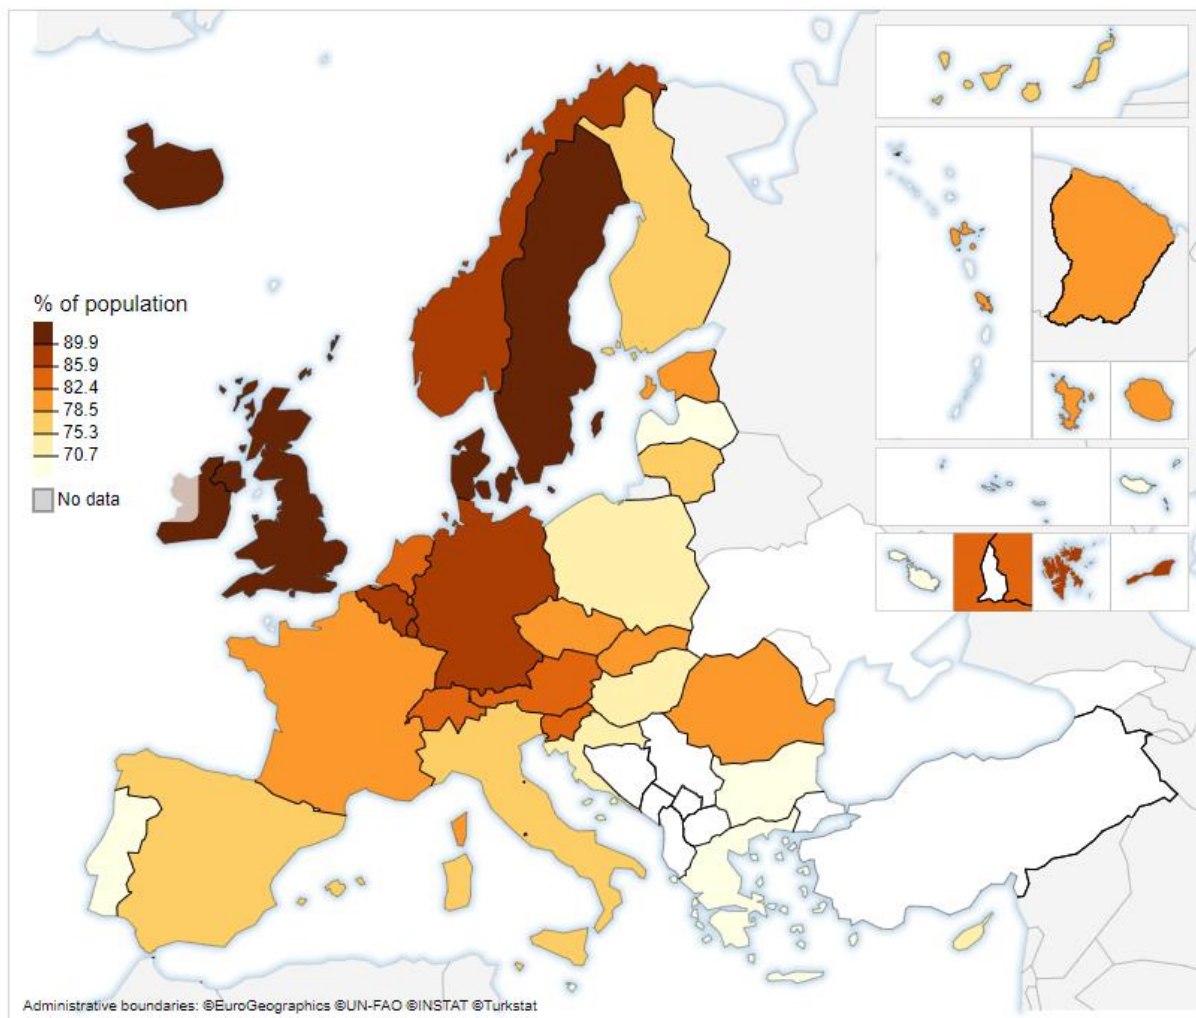 % of population
89.9
85.9
82.4
78.5
75.3
70.7
No data
Administrative boundaries: ©EuroGeographics ©UN-FAO ©INSTAT ©Turkstat